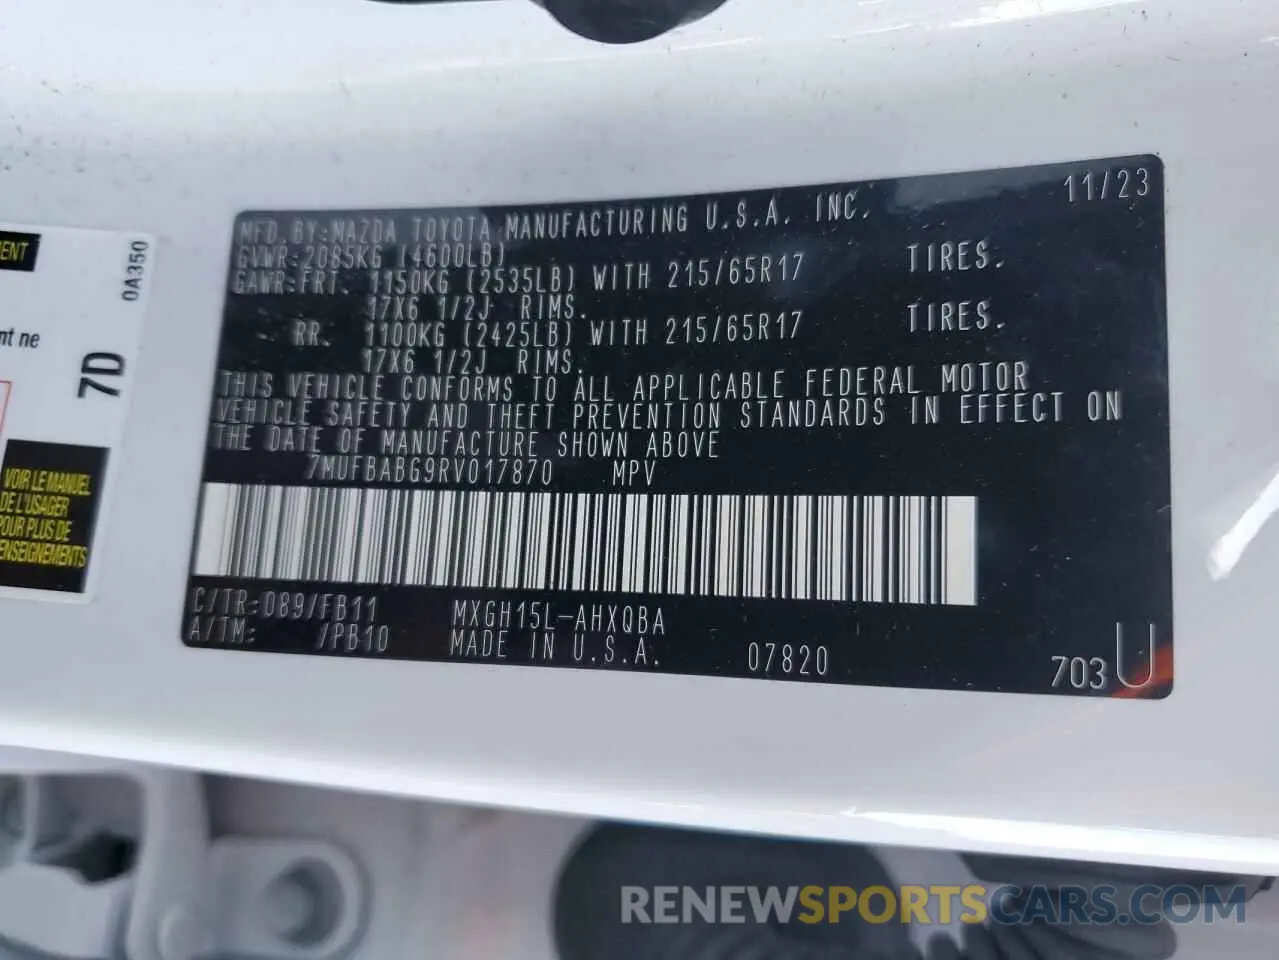 11/23
MFD. BY: MAZDA TOYOTA MANUFACTURING U.S.A. INC.
GVWR: 2085KG (4600LB)
GAWR: FRT. 1150KG (2535LB) WITH 215/65R17 TIRES.
17X6 1/2J RIMS.
RR. 1100KG (2425LB) WITH 215/65R17 TIRES.
17X6 1/2J RIMS.
THIS VEHICLE CONFORMS TO ALL APPLICABLE FEDERAL MOTOR
VEHICLE SAFETY AND THEFT PREVENTION STANDARDS IN EFFECT ON
THE DATE OF MANUFACTURE SHOWN ABOVE
7MUFBABG9RV017870 MPV
C/TR: 089/FB11 MXGH15L-AHXQBA
A/TM: /PB10 MADE IN U.S.A. 07820
703 U
0A350
nt ne
7D
VOIR LE MANUEL
DE L'USAGER
POUR PLUS DE
ENSEIGNEMENTS
RENEWSPORTSCARS.COM